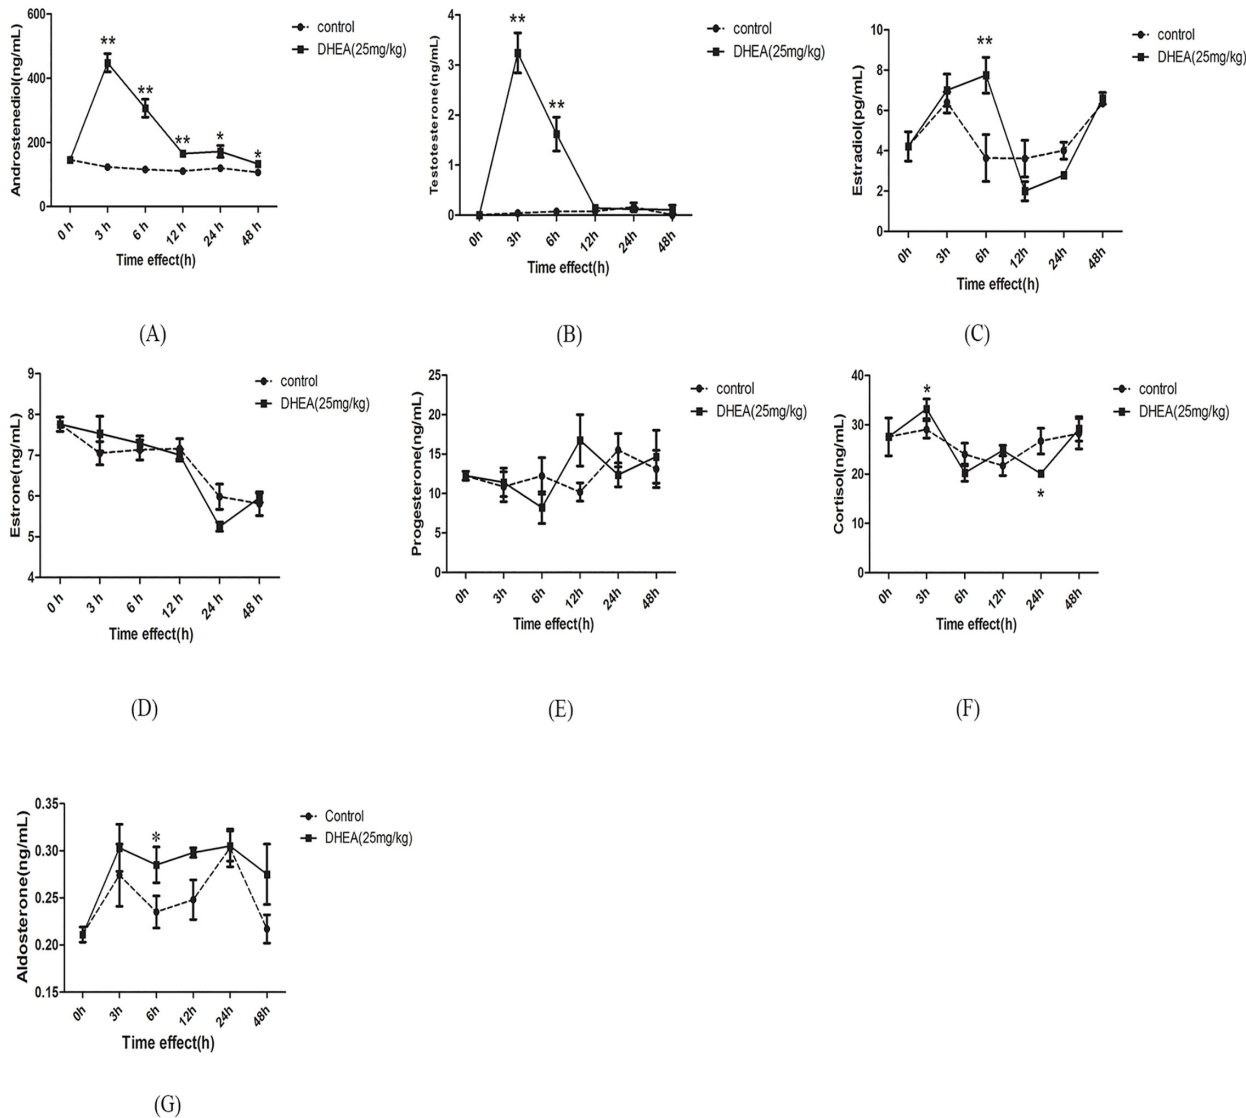 Androstenediol(ng/mL)
600
400
200
0
**
**
**
*
*
control
DHEA(25mg/kg)
0 h
3 h
6 h
12 h
24 h
48 h
Time effect(h)
(A)
Testotesterone(ng/mL)
4
3
2
1
0
**
**
control
DHEA(25mg/kg)
0h
3h
6h
12h
24h
48h
Time effect(h)
(B)
Estradiol(pg/mL)
10
8
6
4
2
0
**
control
DHEA(25mg/kg)
0h
3h
6h
12h
24h
48h
Time effect(h)
(C)
Estrone(ng/mL)
9
8
7
6
5
4
control
DHEA(25mg/kg)
0 h
3 h
6 h
12 h
24 h
48 h
Time effect(h)
(D)
Progesterone(ng/mL)
25
20
15
10
5
0
control
DHEA(25mg/kg)
0h
3h
6h
12h
24h
48h
Time effect(h)
(E)
Cortisol(ng/mL)
40
30
20
10
0
*
*
control
DHEA(25mg/kg)
0h
3h
6h
12h
24h
48h
Time effect(h)
(F)
Aldosterone(ng/mL)
0.35
0.30
0.25
0.20
0.15
*
Control
DHEA(25mg/kg)
0h
3h
6h
12h
24h
48h
Time effect(h)
(G)